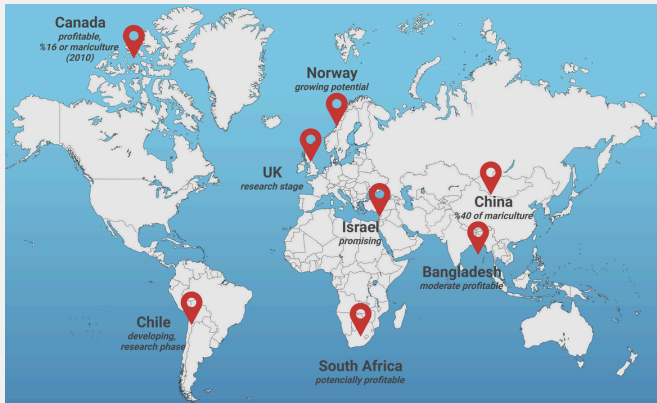 Canada
profitable,
%16 or mariculture
(2010)
Norway
growing potential
UK
research stage
Israel
promising
China
%40 of mariculture
Bangladesh
moderate profitable
Chile
developing,
research phase
South Africa
potencially profitable